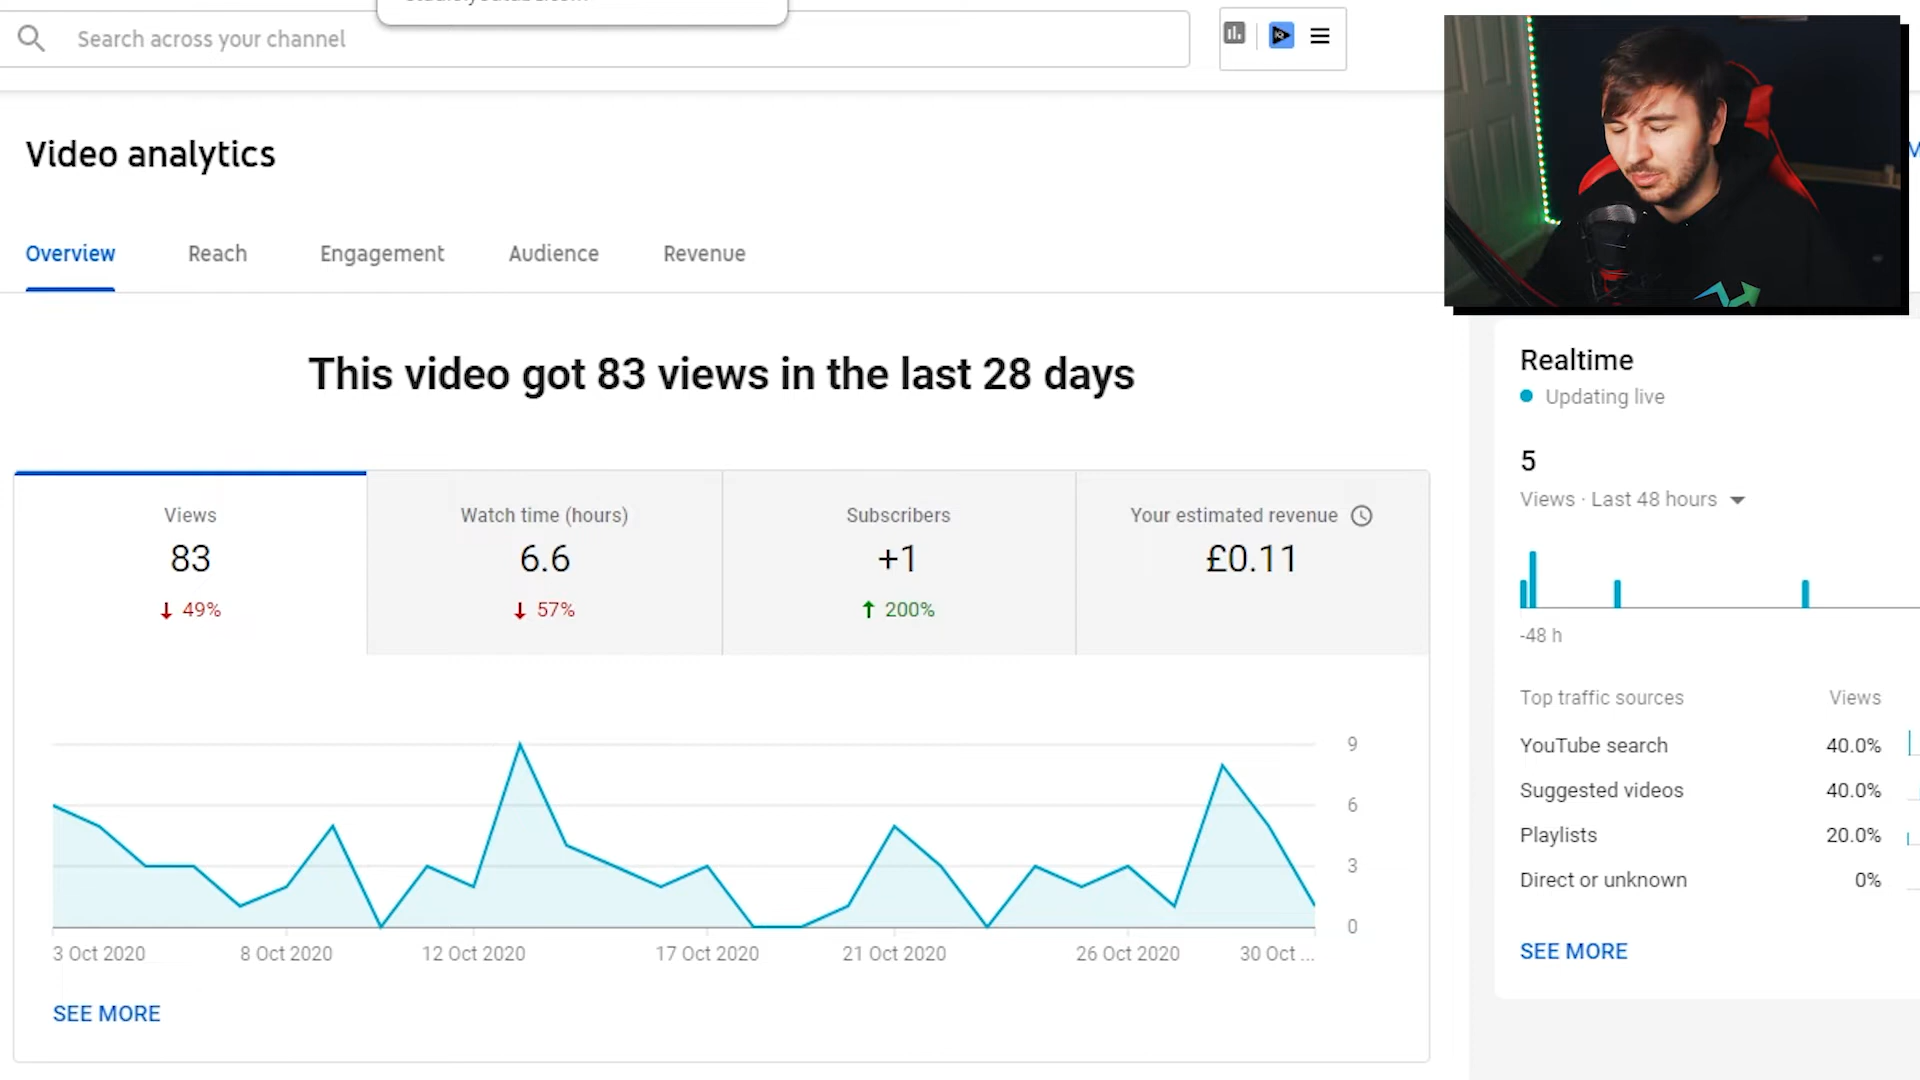 Search across your channel
Video analytics
Overview Reach Engagement Audience Revenue
This video got 83 views in the last 28 days
Views
83
49%
Watch time (hours)
6.6
57%
Subscribers
+1
200%
Your estimated revenue
£0.11
9
6
3
0
3 Oct 2020 8 Oct 2020 12 Oct 2020 17 Oct 2020 21 Oct 2020 26 Oct 2020 30 Oct ...
SEE MORE
Realtime
Updating live
5
Views · Last 48 hours
-48 h
Top traffic sources Views
YouTube search 40.0%
Suggested videos 40.0%
Playlists 20.0%
Direct or unknown 0%
SEE MORE